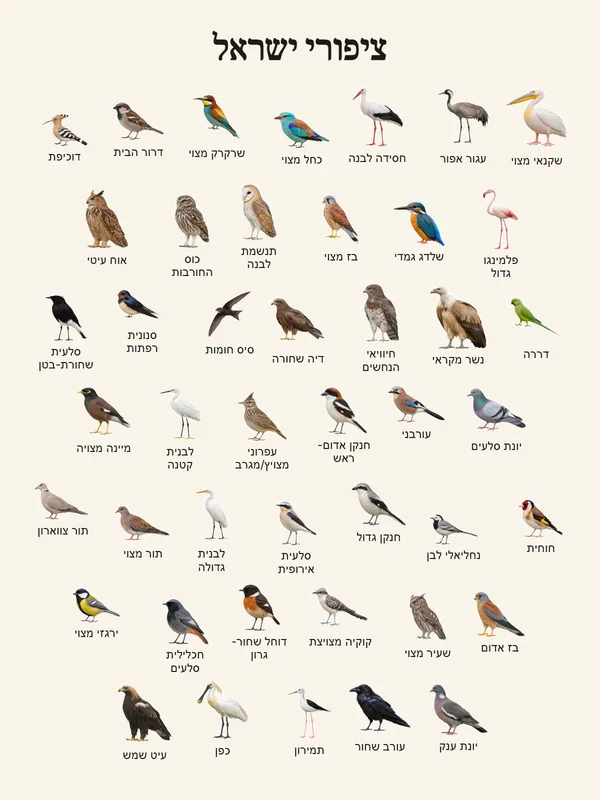 ציפורי ישראל
שקנאי מצוי
עגור אפור
חסידה לבנה
כחל מצוי
שרקרק מצוי
דרור הבית
דוכיפת
פלמינגו
גדול
שלדג גמדי
בז מצוי
תנשמת
לבנה
כוס
החורבות
אוח עיטי
דררה
נשר מקראי
חיוויאי
הנחשים
דיה שחורה
סיס חומות
סנונית
רפתות
סלעית
שחורת-בטן
יונת סלעים
עורבני
חנקן אדום-
ראש
עפרוני
מצויץ/מגרב
לבנית
קטנה
מיינה מצויה
חוחית
נחליאלי לבן
חנקן גדול
סלעית
אירופית
לבנית
גדולה
תור מצוי
תור צווארון
בז אדום
שעיר מצוי
קוקיה מצויצת
דוחל שחור-
גרון
חכלילית
סלעים
ירגזי מצוי
יונת ענק
עורב שחור
תמירון
כפן
עיט שמש